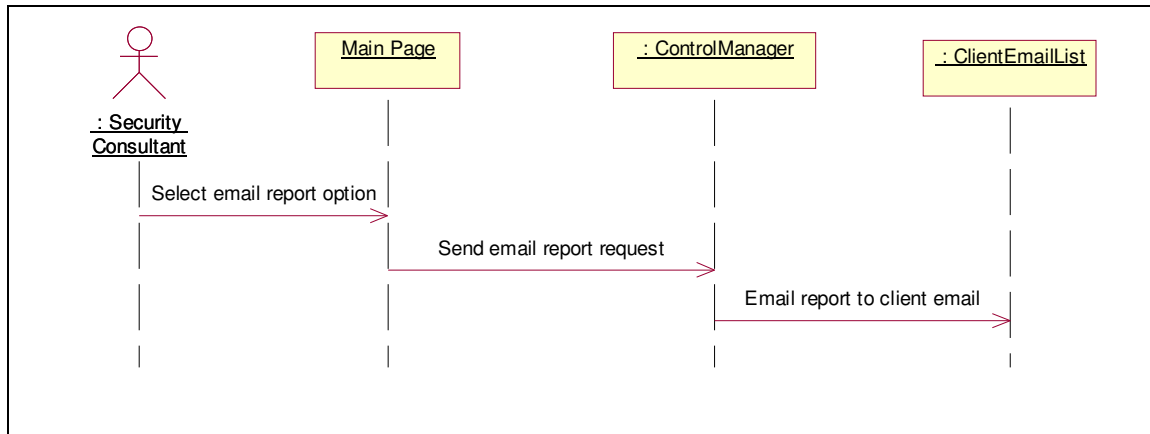 Main Page
: ControlManager
: ClientEmailList
: Security
Consultant
Select email report option
Send email report request
Email report to client email